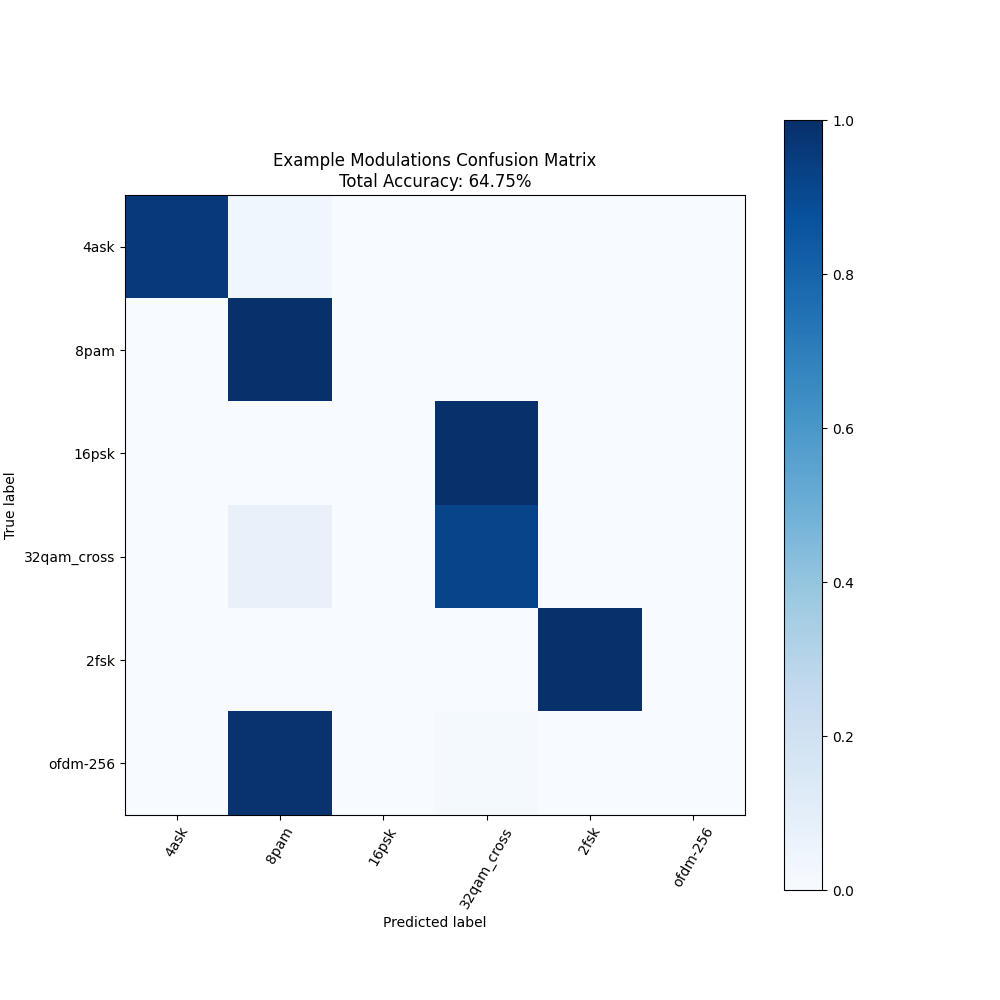 Example Modulations Confusion Matrix
Total Accuracy: 64.75%
True label
4ask
8pam
16psk
32qam_cross
2fsk
ofdm-256
4ask
8pam
16psk
32qam_cross
2fsk
ofdm-256
Predicted label
1.0
0.8
0.6
0.4
0.2
0.0